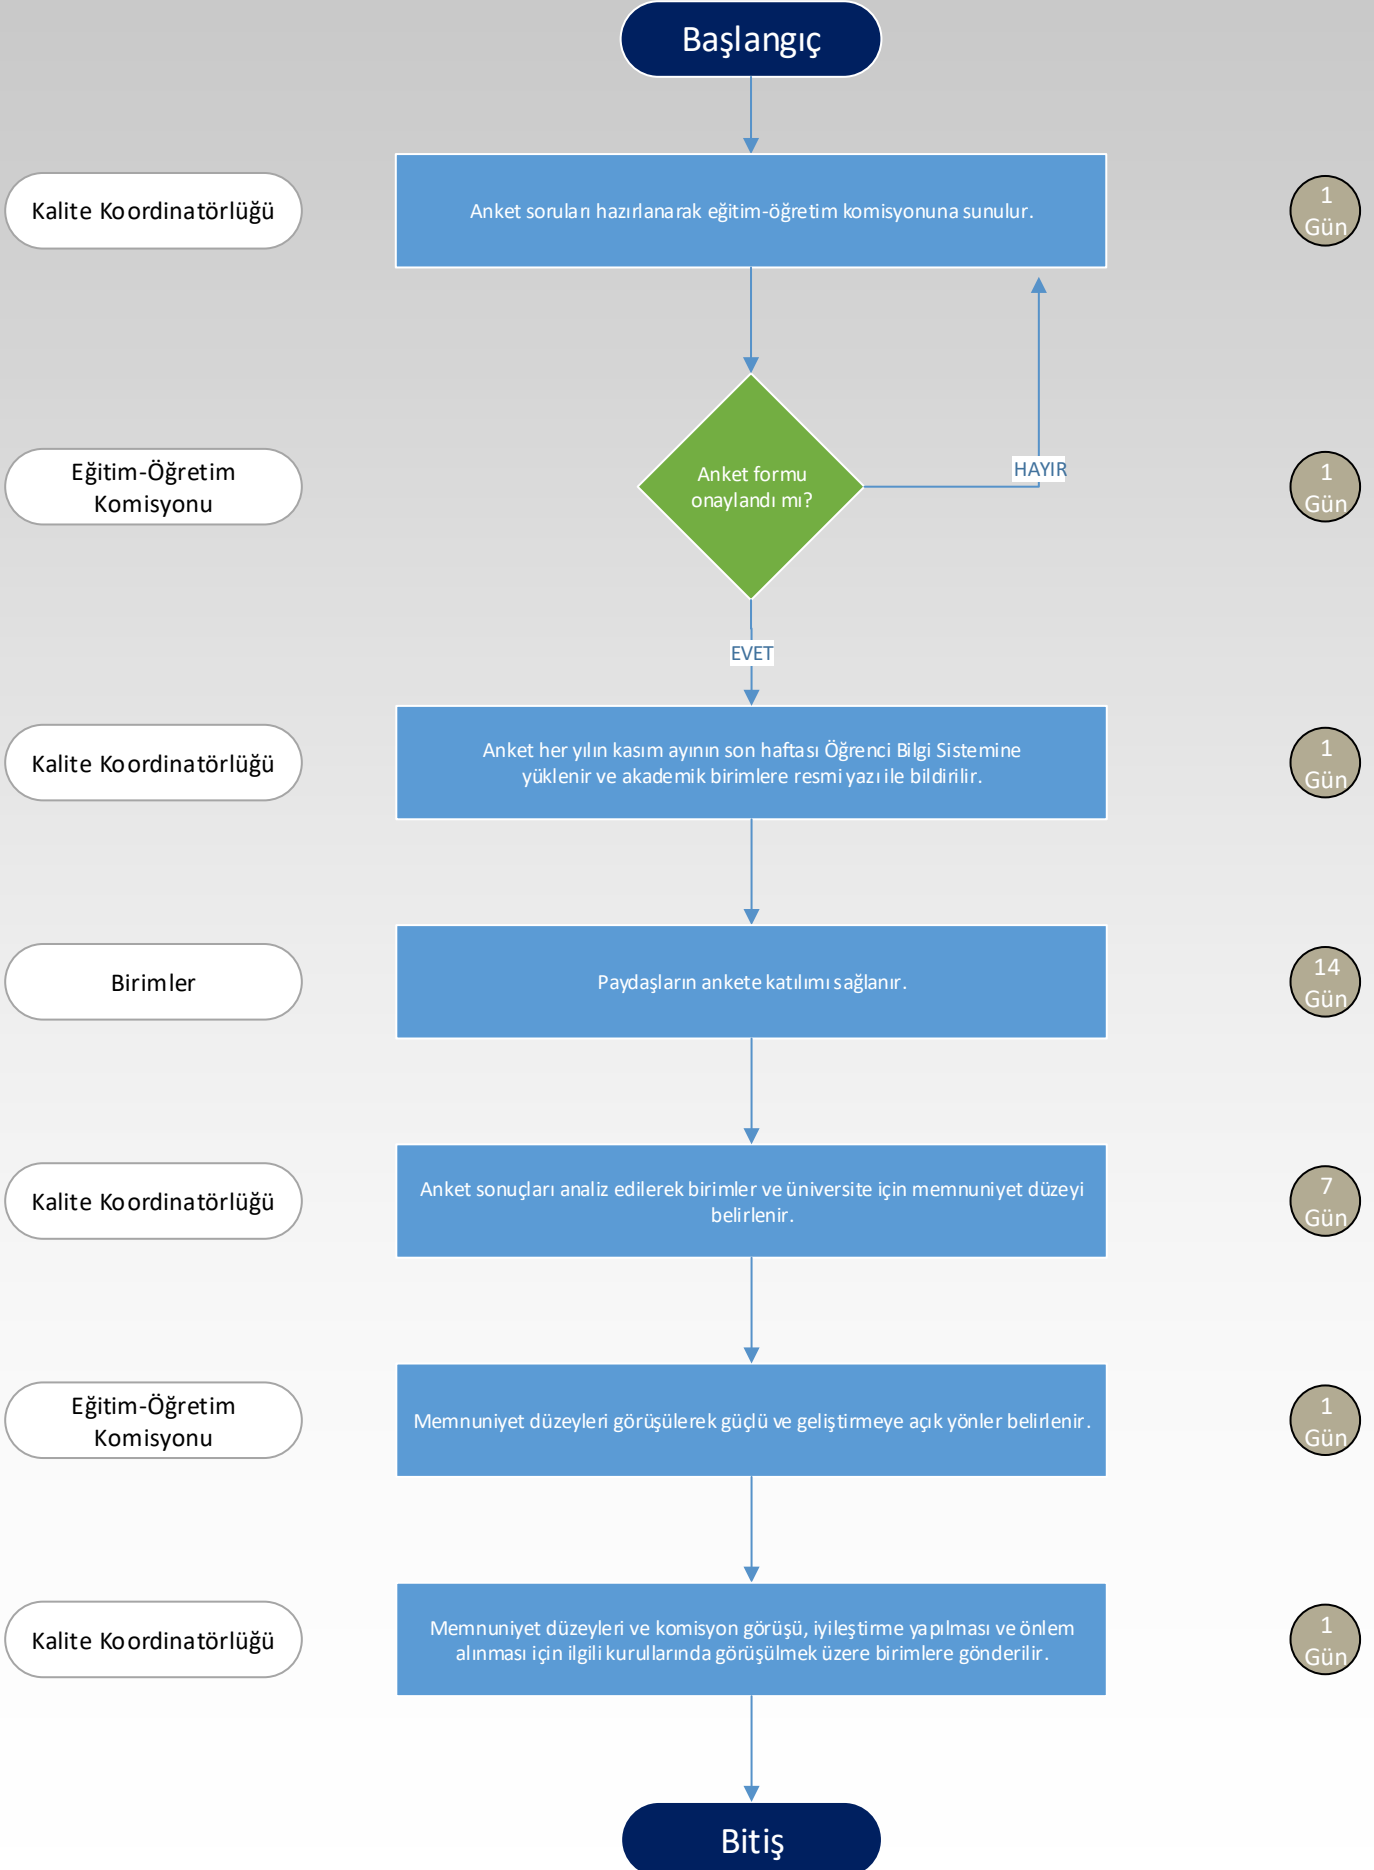 Başlangıç
Kalite Koordinatörlüğü
Anket soruları hazırlanarak eğitim-öğretim komisyonuna sunulur.
1
Gün
HAYIR
Eğitim-Öğretim
Komisyonu
Anket formu
onaylandı mı?
1
Gün
EVET
Kalite Koordinatörlüğü
Anket her yılın kasım ayının son haftası Öğrenci Bilgi Sistemine
yüklenir ve akademik birimlere resmi yazı ile bildirilir.
1
Gün
Birimler
Paydaşların ankete katılımı sağlanır.
14
Gün
Kalite Koordinatörlüğü
Anket sonuçları analiz edilerek birimler ve üniversite için memnuniyet düzeyi
belirlenir.
7
Gün
Eğitim-Öğretim
Komisyonu
Memnuniyet düzeyleri görüşülerek güçlü ve geliştirmeye açık yönler belirlenir.
1
Gün
Kalite Koordinatörlüğü
Memnuniyet düzeyleri ve komisyon görüşü, iyileştirme yapılması ve önlem
alınması için ilgili kurullarında görüşülmek üzere birimlere gönderilir.
1
Gün
Bitiş